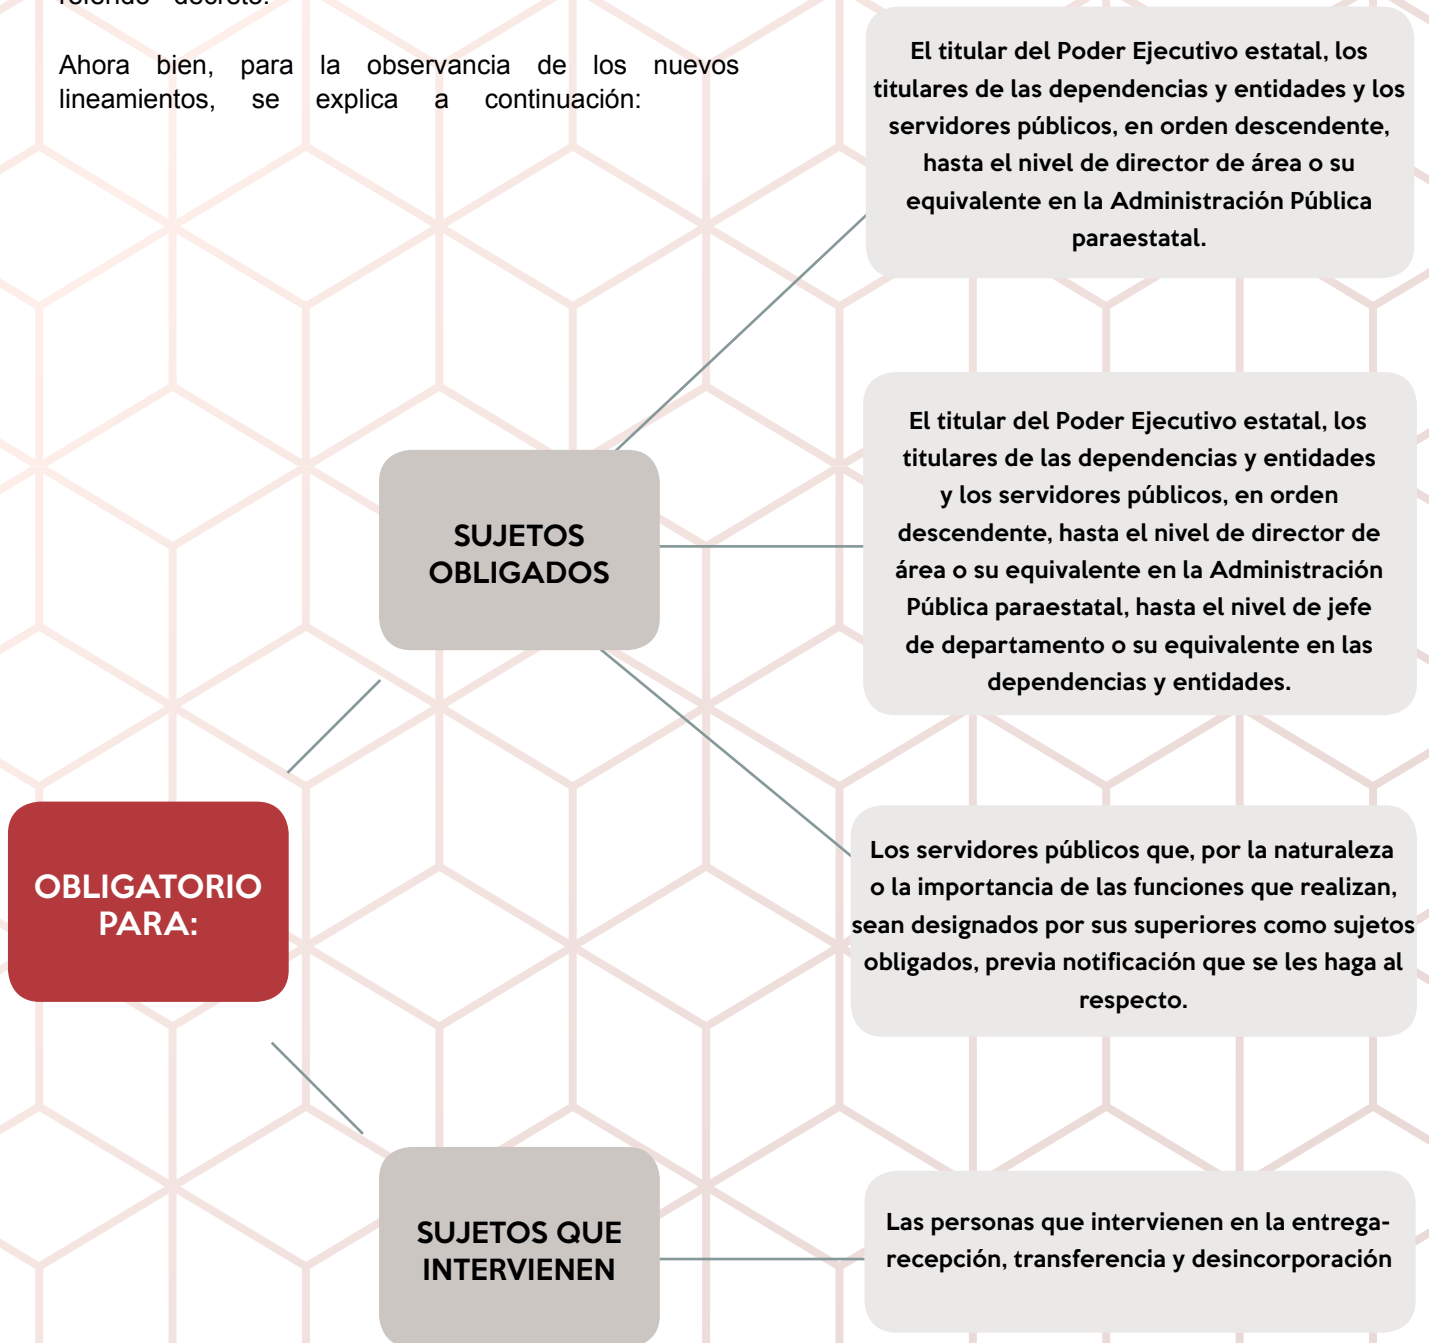 referido decreto.
Ahora bien, para la observancia de los nuevos
lineamientos, se explica a continuación:
El titular del Poder Ejecutivo estatal, los
titulares de las dependencias y entidades y los
servidores públicos, en orden descendente,
hasta el nivel de director de área o su
equivalente en la Administración Pública
paraestatal.
SUJETOS
OBLIGADOS
El titular del Poder Ejecutivo estatal, los
titulares de las dependencias y entidades
y los servidores públicos, en orden
descendente, hasta el nivel de director de
área o su equivalente en la Administración
Pública paraestatal, hasta el nivel de jefe
de departamento o su equivalente en las
dependencias y entidades.
OBLIGATORIO
PARA:
Los servidores públicos que, por la naturaleza
o la importancia de las funciones que realizan,
sean designados por sus superiores como sujetos
obligados, previa notificación que se les haga al
respecto.
SUJETOS QUE
INTERVIENEN
Las personas que intervienen en la entrega-
recepción, transferencia y desincorporación